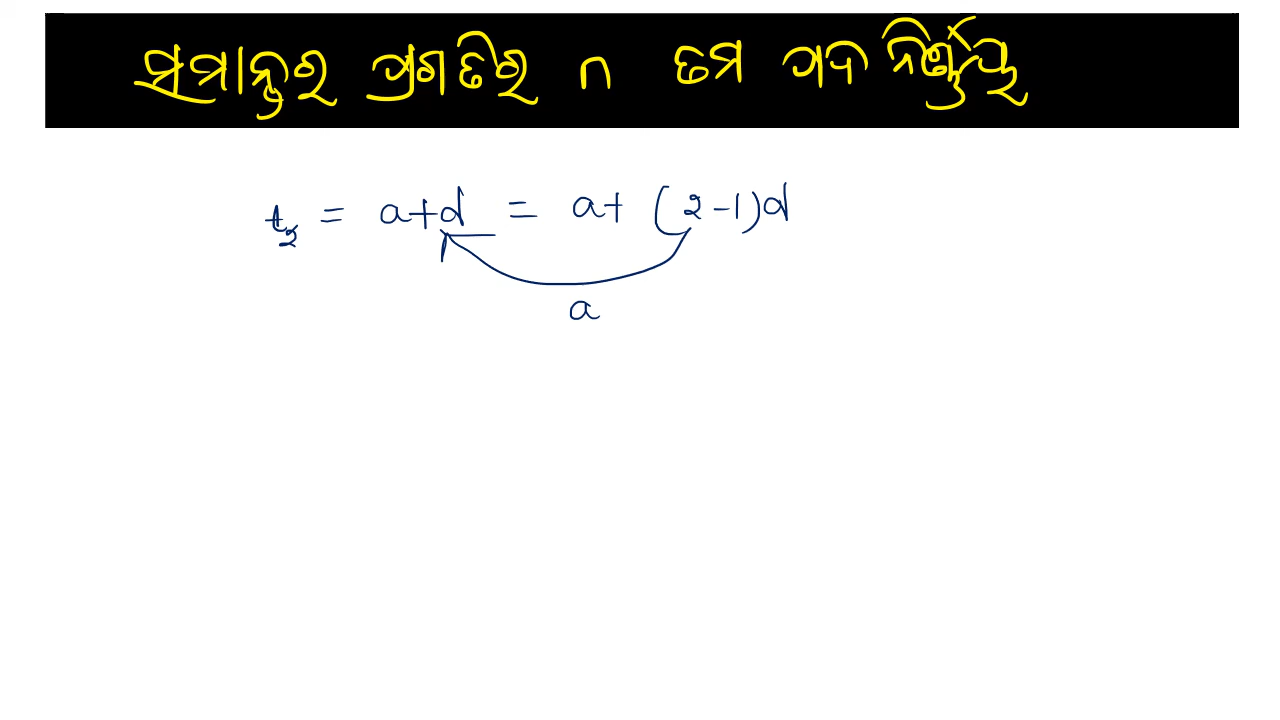 ସମାନ୍ତର ପ୍ରଗତିର n ତମ ପଦ ନିର୍ଣ୍ଣୟ
t₂ = a+d = a+ (2-1)d
a